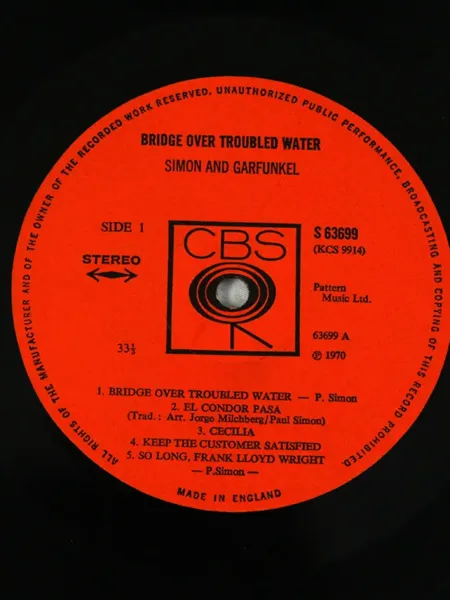 ALL RIGHTS OF THE MANUFACTURER AND OF THE OWNER OF THE RECORDED WORK RESERVED. UNAUTHORIZED PUBLIC PERFORMANCE, BROADCASTING AND COPYING OF THIS RECORD PROHIBITED.
BRIDGE OVER TROUBLED WATER
SIMON AND GARFUNKEL
SIDE 1
STEREO
33⅓
CBS
S 63699
(KCS 9914)
Pattern
Music Ltd.
63699 A
℗ 1970
1. BRIDGE OVER TROUBLED WATER — P. Simon
2. EL CONDOR PASA
(Trad.: Arr. Jorgo Milchberg/Paul Simon)
3. CECILIA
4. KEEP THE CUSTOMER SATISFIED
5. SO LONG, FRANK LLOYD WRIGHT
— P.Simon —
MADE IN ENGLAND